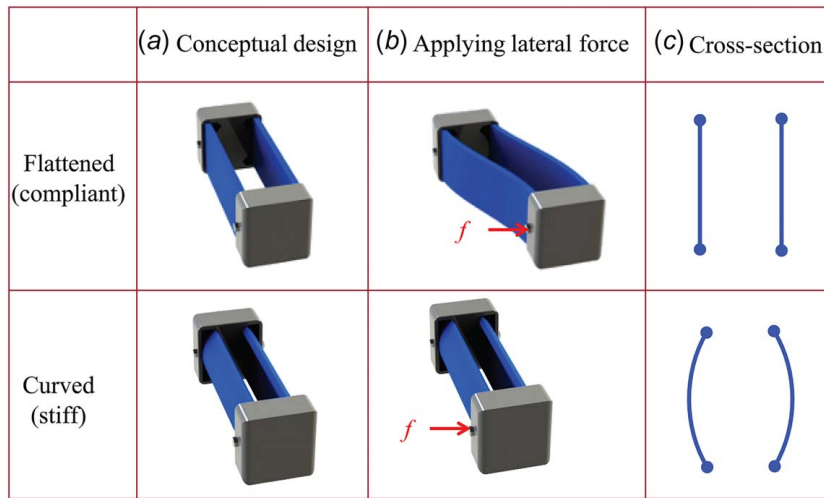 (a) Conceptual design
(b) Applying lateral force
(c) Cross-section
Flattened
(compliant)
f
Curved
(stiff)
f